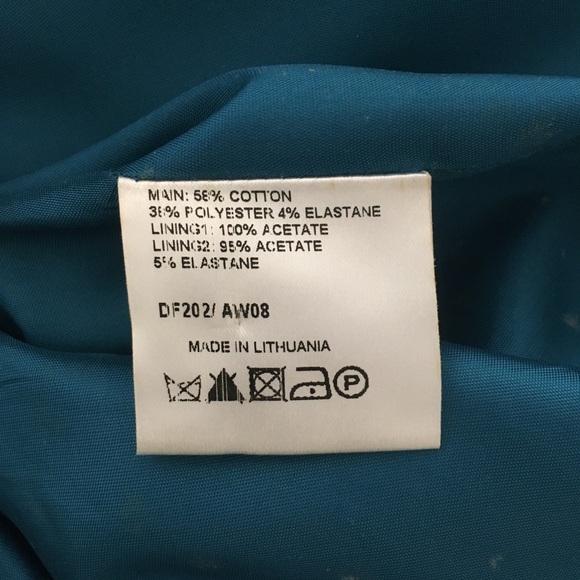 MAIN: 58% COTTON
38% POLYESTER 4% ELASTANE
LINING1: 100% ACETATE
LINING2: 95% ACETATE
5% ELASTANE
DF202/ AW08
MADE IN LITHUANIA
P